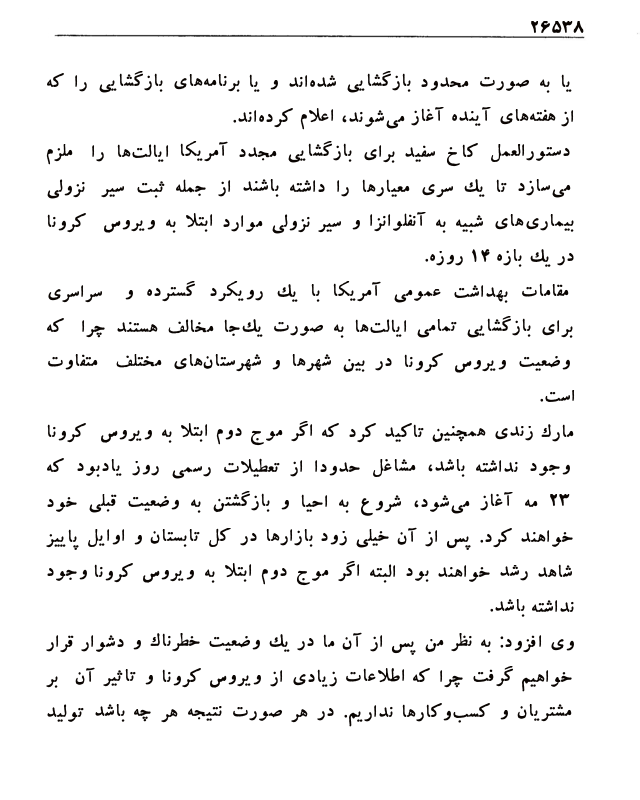 ۲۶۵۳۸
یا به صورت محدود بازگشایی شده‌اند و یا برنامه‌های بازگشایی را که
از هفته‌های آینده آغاز می‌شوند، اعلام کرده‌اند.
دستورالعمل کاخ سفید برای بازگشایی مجدد آمریکا ایالت‌ها را ملزم
می‌سازد تا یك سری معیارها را داشته باشند از جمله ثبت سیر نزولی
بیماری‌های شبیه به آنفلوانزا و سیر نزولی موارد ابتلا به ویروس کرونا
در یك بازه ۱۴ روزه.
مقامات بهداشت عمومی آمریکا با یك رویکرد گسترده و سراسری
برای بازگشایی تمامی ایالت‌ها به صورت یك‌جا مخالف هستند چرا که
وضعیت ویروس کرونا در بین شهرها و شهرستان‌های مختلف متفاوت
است.
مارك زندی همچنین تاکید کرد که اگر موج دوم ابتلا به ویروس کرونا
وجود نداشته باشد، مشاغل حدودا از تعطیلات رسمی روز یادبود که
۲۳ مه آغاز می‌شود، شروع به احیا و بازگشتن به وضعیت قبلی خود
خواهند کرد. پس از آن خیلی زود بازارها در کل تابستان و اوایل پاییز
شاهد رشد خواهند بود البته اگر موج دوم ابتلا به ویروس کرونا وجود
نداشته باشد.
وی افزود: به نظر من پس از آن ما در یك وضعیت خطرناك و دشوار قرار
خواهیم گرفت چرا که اطلاعات زیادی از ویروس کرونا و تاثیر آن بر
مشتریان و کسب‌وکارها نداریم. در هر صورت نتیجه هر چه باشد تولید